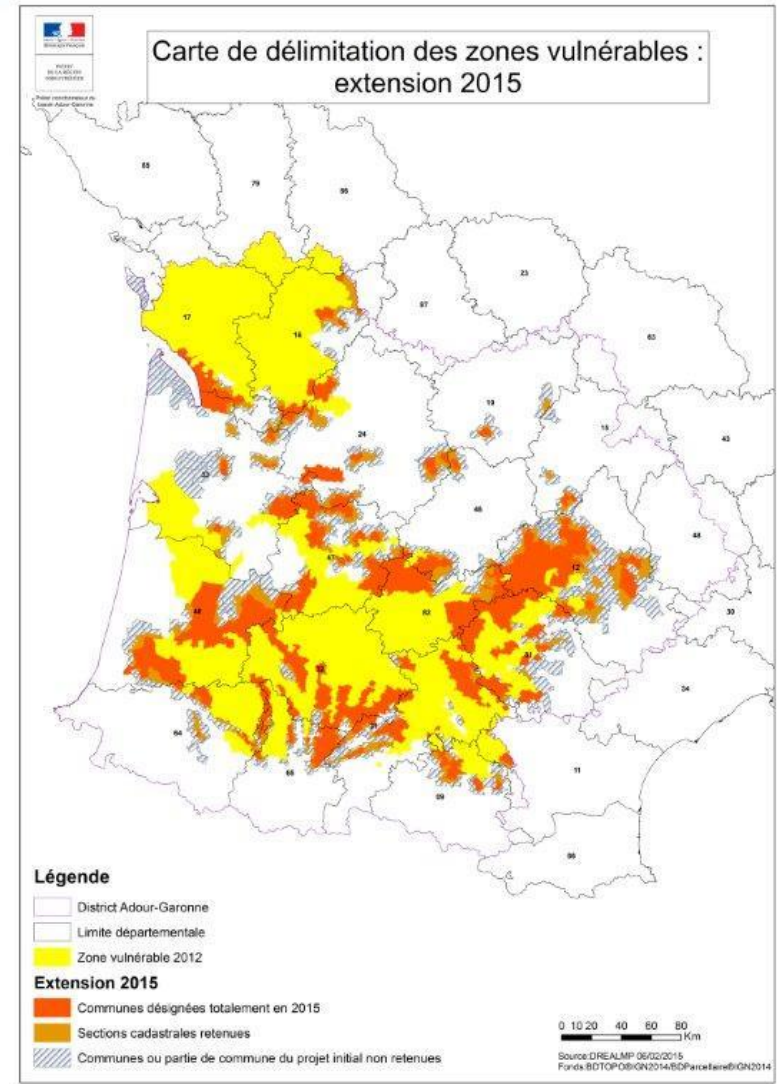 Carte de délimitation des zones vulnérables :
extension 2015
85
79
86
23
87
17
16
63
19
24
15
43
33
46
48
47
12
40
82
30
32
81
34
31
64
65
11
09
66
Légende
District Adour-Garonne
Limite départementale
Zone vulnérable 2012
Extension 2015
Communes désignées totalement en 2015
Sections cadastrales retenues
Communes ou partie de commune du projet initial non retenues
0 10 20 40 60 80
Km
Source:DREALMP 06/02/2015
Fonds:BDTOPO®IGN2014/BDParcellaire®IGN2014